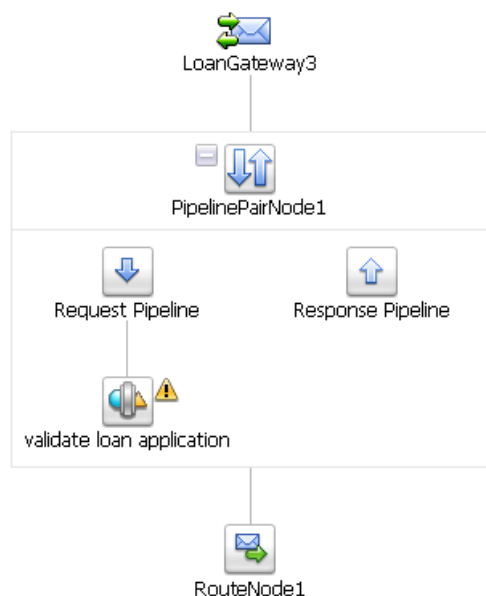 LoanGateway3
PipelinePairNode1
Request Pipeline
Response Pipeline
validate loan application
RouteNode1